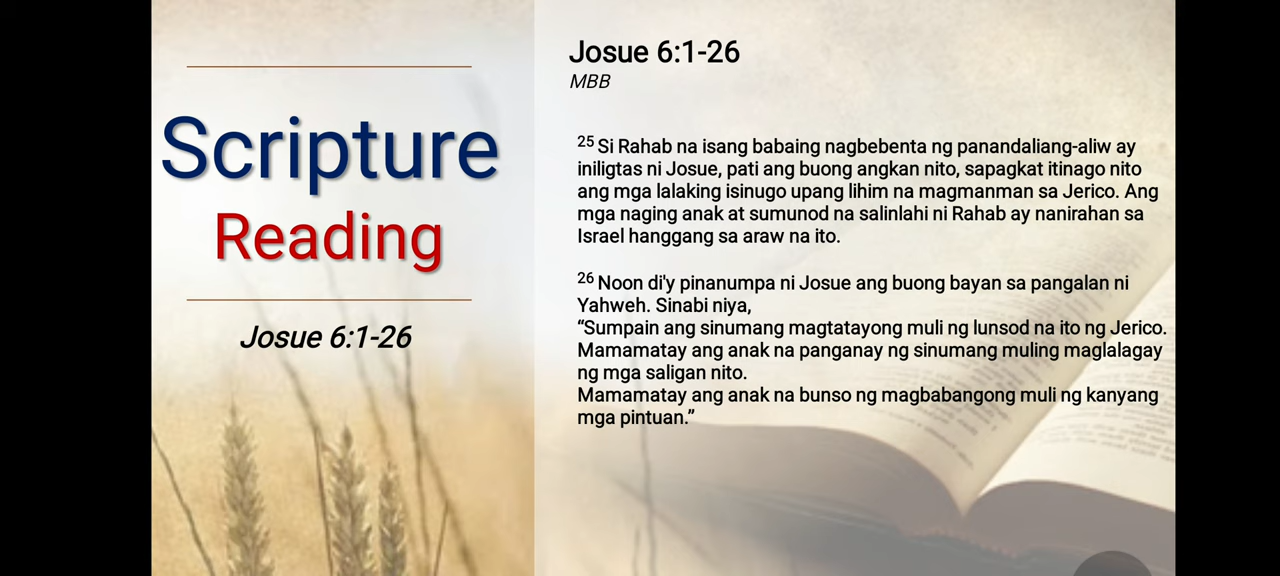 Scripture
Reading
Josue 6:1-26
Josue 6:1-26
MBB
25 Si Rahab na isang babaing nagbebenta ng panandaliang-aliw ay
iniligtas ni Josue, pati ang buong angkan nito, sapagkat itinago nito
ang mga lalaking isinugo upang lihim na magmanman sa Jerico. Ang
mga naging anak at sumunod na salinlahi ni Rahab ay nanirahan sa
Israel hanggang sa araw na ito.
26 Noon di'y pinanumpa ni Josue ang buong bayan sa pangalan ni
Yahweh. Sinabi niya,
“Sumpain ang sinumang magtatayong muli ng lunsod na ito ng Jerico.
Mamamatay ang anak na panganay ng sinumang muling maglalagay
ng mga saligan nito.
Mamamatay ang anak na bunso ng magbabangong muli ng kanyang
mga pintuan.”